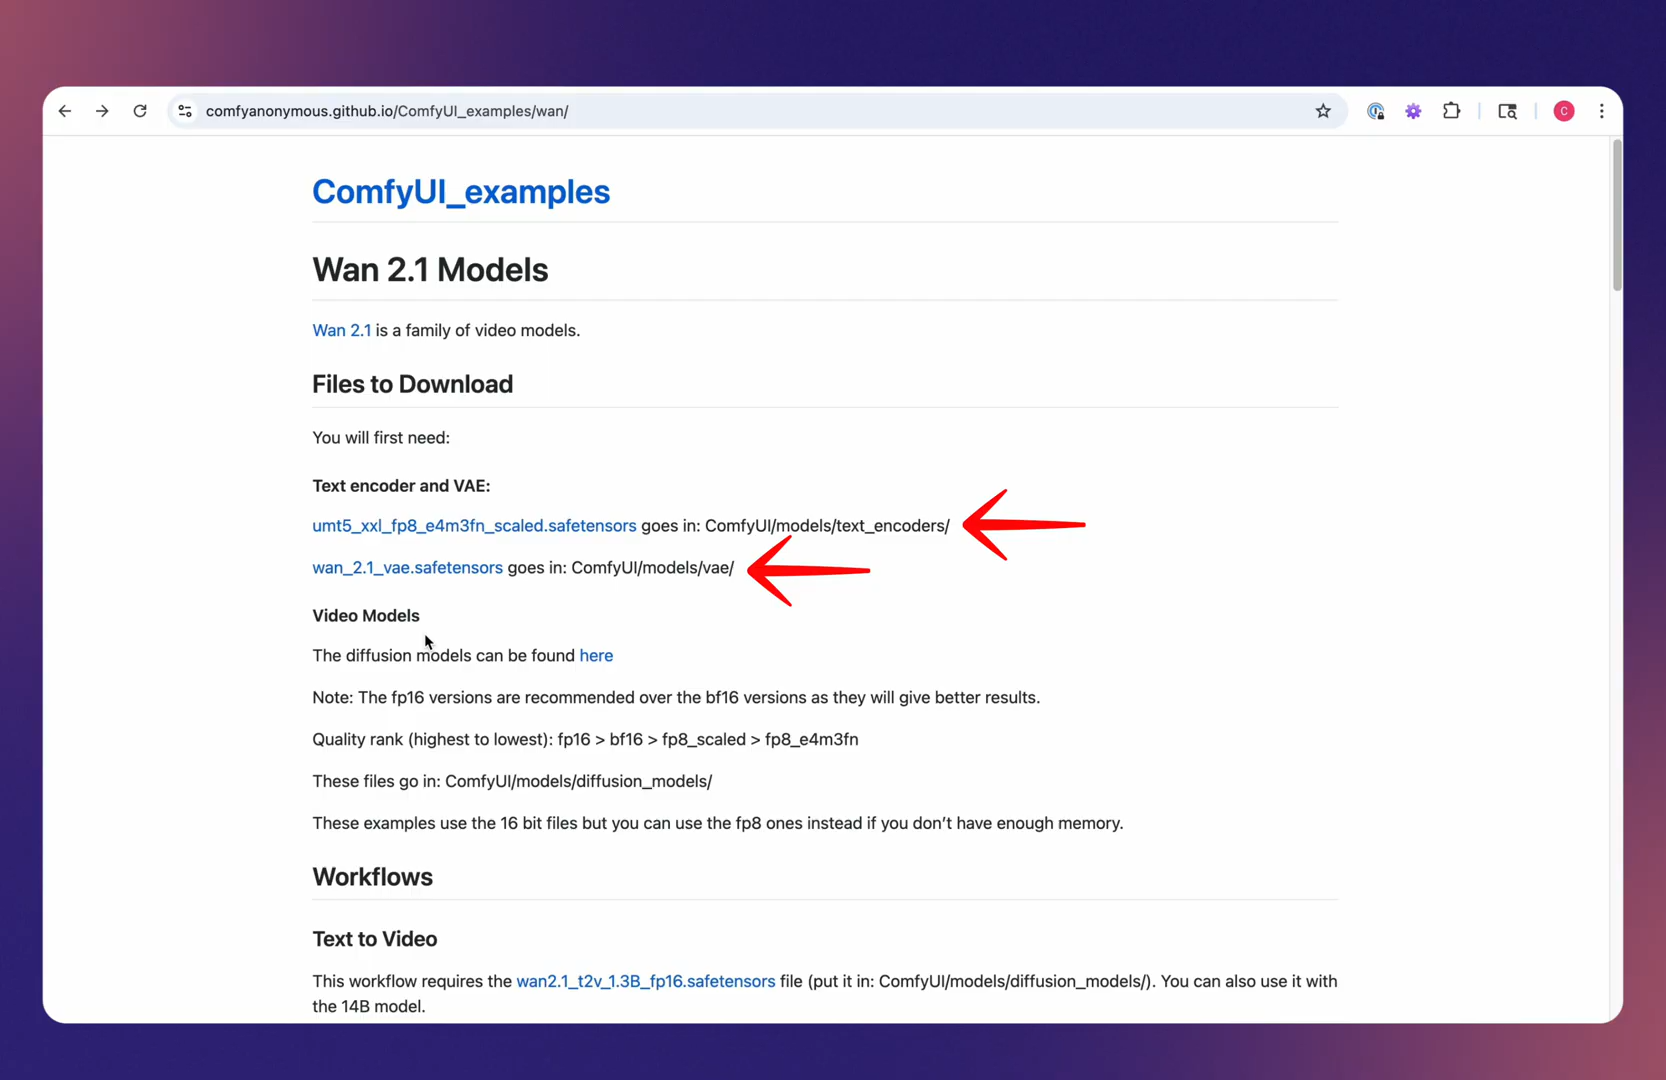 comfyanonymous.github.io/ComfyUI_examples/wan/
C
ComfyUI_examples
Wan 2.1 Models
Wan 2.1 is a family of video models.
Files to Download
You will first need:
Text encoder and VAE:
umt5_xxl_fp8_e4m3fn_scaled.safetensors goes in: ComfyUI/models/text_encoders/
wan_2.1_vae.safetensors goes in: ComfyUI/models/vae/
Video Models
The diffusion models can be found here
Note: The fp16 versions are recommended over the bf16 versions as they will give better results.
Quality rank (highest to lowest): fp16 > bf16 > fp8_scaled > fp8_e4m3fn
These files go in: ComfyUI/models/diffusion_models/
These examples use the 16 bit files but you can use the fp8 ones instead if you don’t have enough memory.
Workflows
Text to Video
This workflow requires the wan2.1_t2v_1.3B_fp16.safetensors file (put it in: ComfyUI/models/diffusion_models/). You can also use it with
the 14B model.